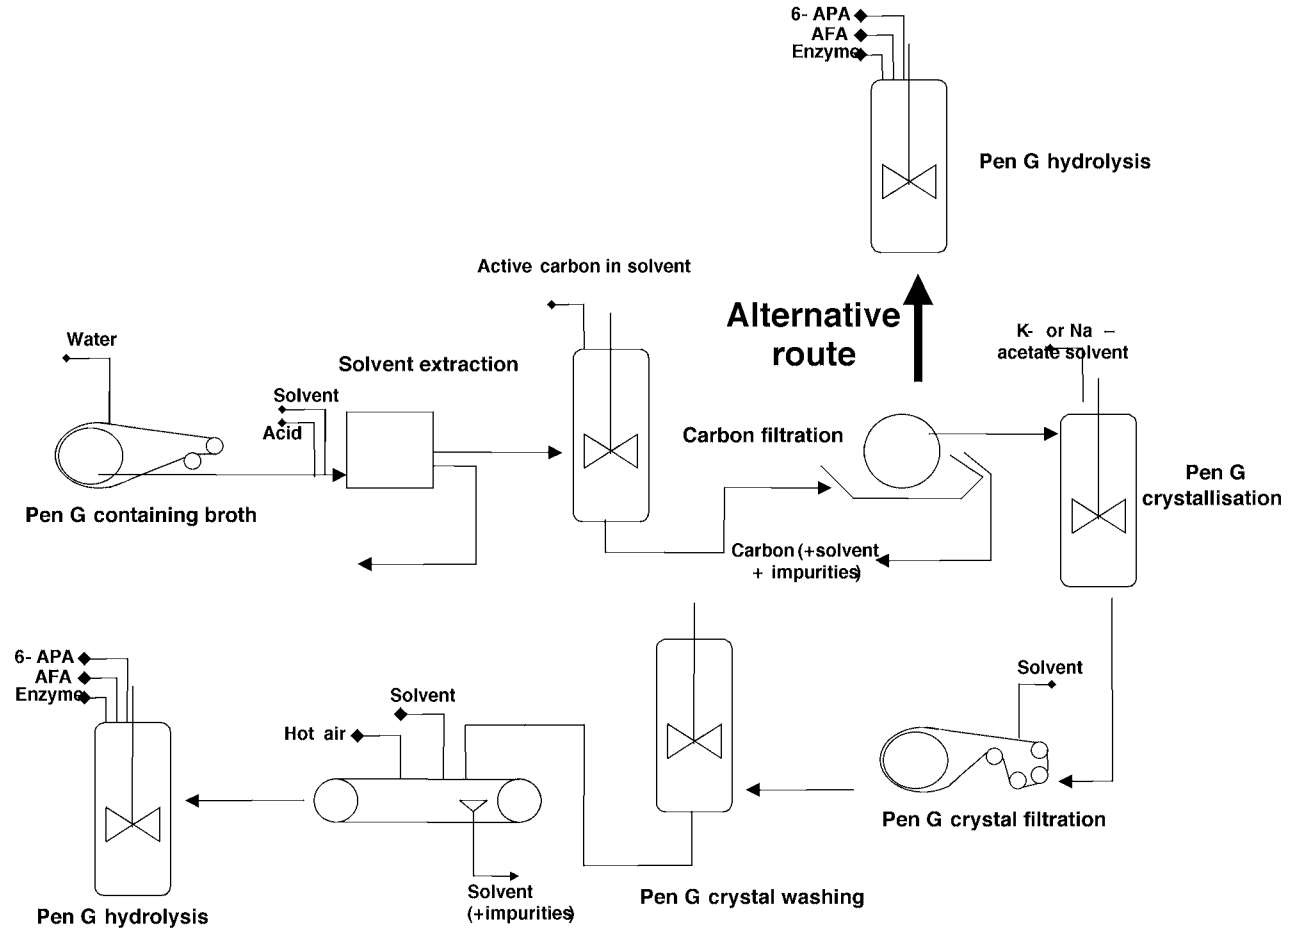 6- APA
AFA
Enzyme
Pen G hydrolysis
Active carbon in solvent
Alternative
route
K- or Na –
acetate solvent
Water
Solvent extraction
Solvent
Acid
Carbon filtration
Pen G
crystallisation
Pen G containing broth
Carbon (+solvent
+ impurities)
6- APA
AFA
Enzyme
Solvent
Hot air
Solvent
Pen G crystal filtration
Solvent
(+impurities)
Pen G crystal washing
Pen G hydrolysis